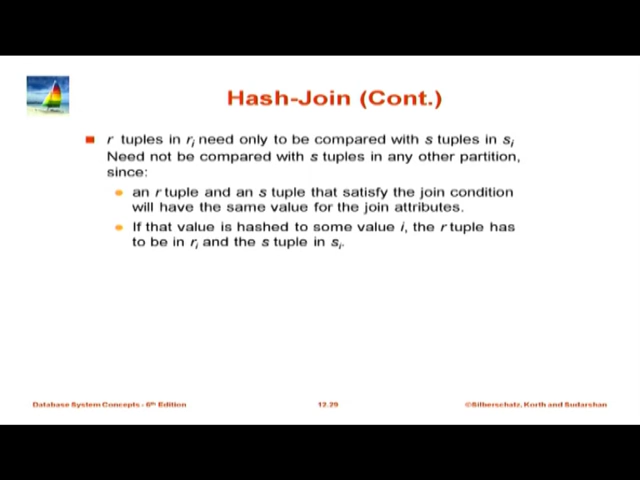 Hash-Join (Cont.)
r tuples in ri need only to be compared with s tuples in si
Need not be compared with s tuples in any other partition,
since:
an r tuple and an s tuple that satisfy the join condition
will have the same value for the join attributes.
If that value is hashed to some value i, the r tuple has
to be in ri and the s tuple in si.
Database System Concepts - 6th Edition
12.29
©Silberschatz, Korth and Sudarshan